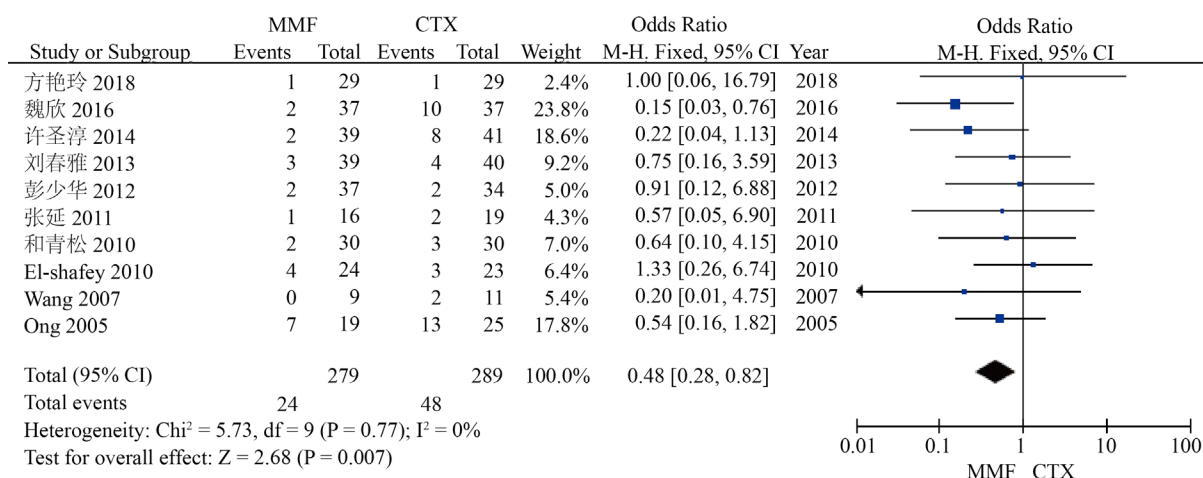 MMF CTX Odds Ratio Odds Ratio
Study or Subgroup Events Total Events Total Weight M-H. Fixed, 95% CI Year M-H. Fixed, 95% CI
方艳玲 2018 1 29 1 29 2.4% 1.00 [0.06, 16.79] 2018
魏欣 2016 2 37 10 37 23.8% 0.15 [0.03, 0.76] 2016
许圣淳 2014 2 39 8 41 18.6% 0.22 [0.04, 1.13] 2014
刘春雅 2013 3 39 4 40 9.2% 0.75 [0.16, 3.59] 2013
彭少华 2012 2 37 2 34 5.0% 0.91 [0.12, 6.88] 2012
张延 2011 1 16 2 19 4.3% 0.57 [0.05, 6.90] 2011
和青松 2010 2 30 3 30 7.0% 0.64 [0.10, 4.15] 2010
El-shafey 2010 4 24 3 23 6.4% 1.33 [0.26, 6.74] 2010
Wang 2007 0 9 2 11 5.4% 0.20 [0.01, 4.75] 2007
Ong 2005 7 19 13 25 17.8% 0.54 [0.16, 1.82] 2005
Total (95% CI) 279 289 100.0% 0.48 [0.28, 0.82]
Total events 24 48
Heterogeneity: Chi² = 5.73, df = 9 (P = 0.77); I² = 0%
Test for overall effect: Z = 2.68 (P = 0.007)
0.01 0.1 1 10 100
MMF CTX